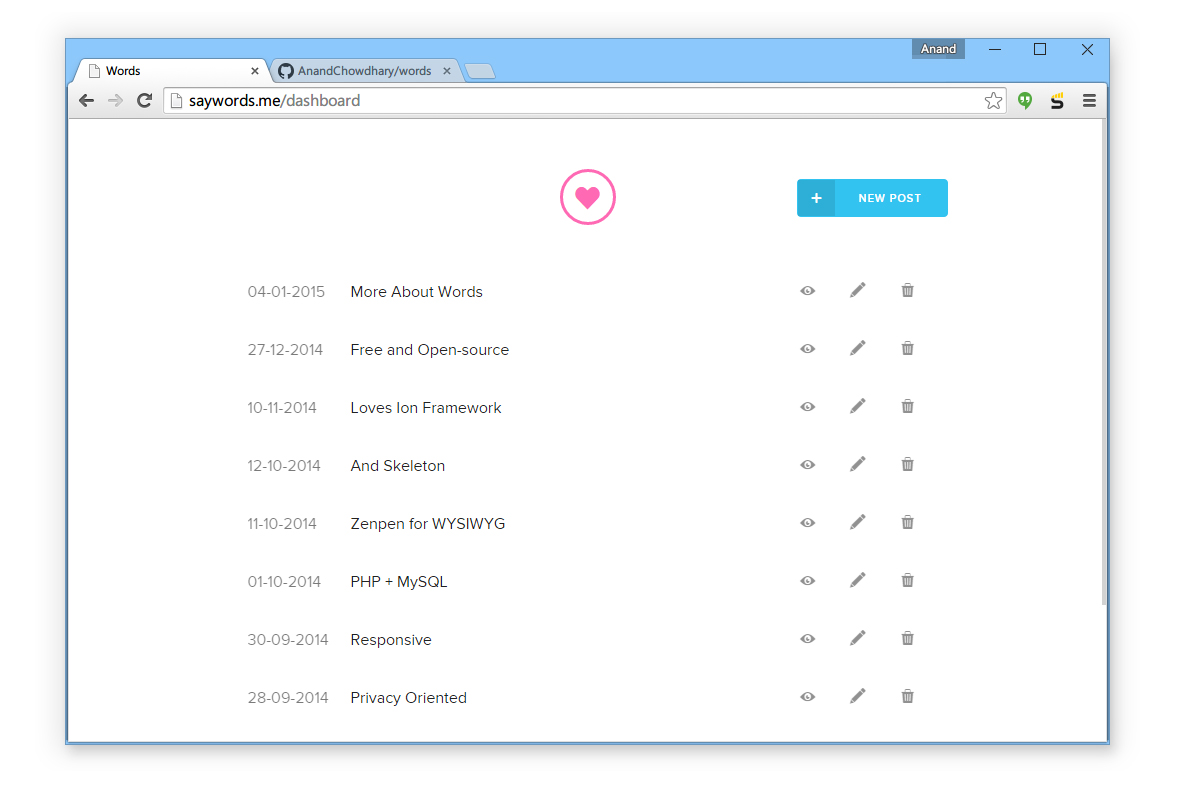 Anand
Words
AnandChowdhary/words
saywords.me/dashboard
+ NEW POST
04-01-2015 More About Words
27-12-2014 Free and Open-source
10-11-2014 Loves Ion Framework
12-10-2014 And Skeleton
11-10-2014 Zenpen for WYSIWYG
01-10-2014 PHP + MySQL
30-09-2014 Responsive
28-09-2014 Privacy Oriented